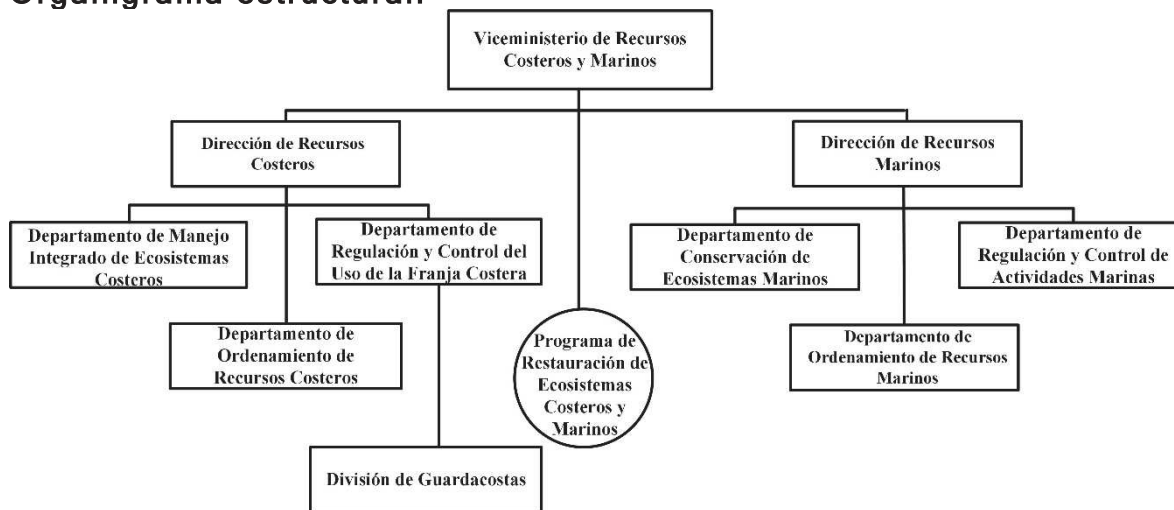 Organigrama estructural:
Viceministerio de Recursos
Costeros y Marinos
Dirección de Recursos
Costeros
Dirección de Recursos
Marinos
Departamento de Manejo
Integrado de Ecosistemas
Costeros
Departamento de
Regulación y Control del
Uso de la Franja Costera
Departamento de
Conservación de
Ecosistemas Marinos
Departamento de
Regulación y Control de
Actividades Marinas
Departamento de
Ordenamiento de
Recursos Costeros
Programa de
Restauración de
Ecosistemas
Costeros y
Marinos
Departamento de
Ordenamiento de Recursos
Marinos
División de Guardacostas